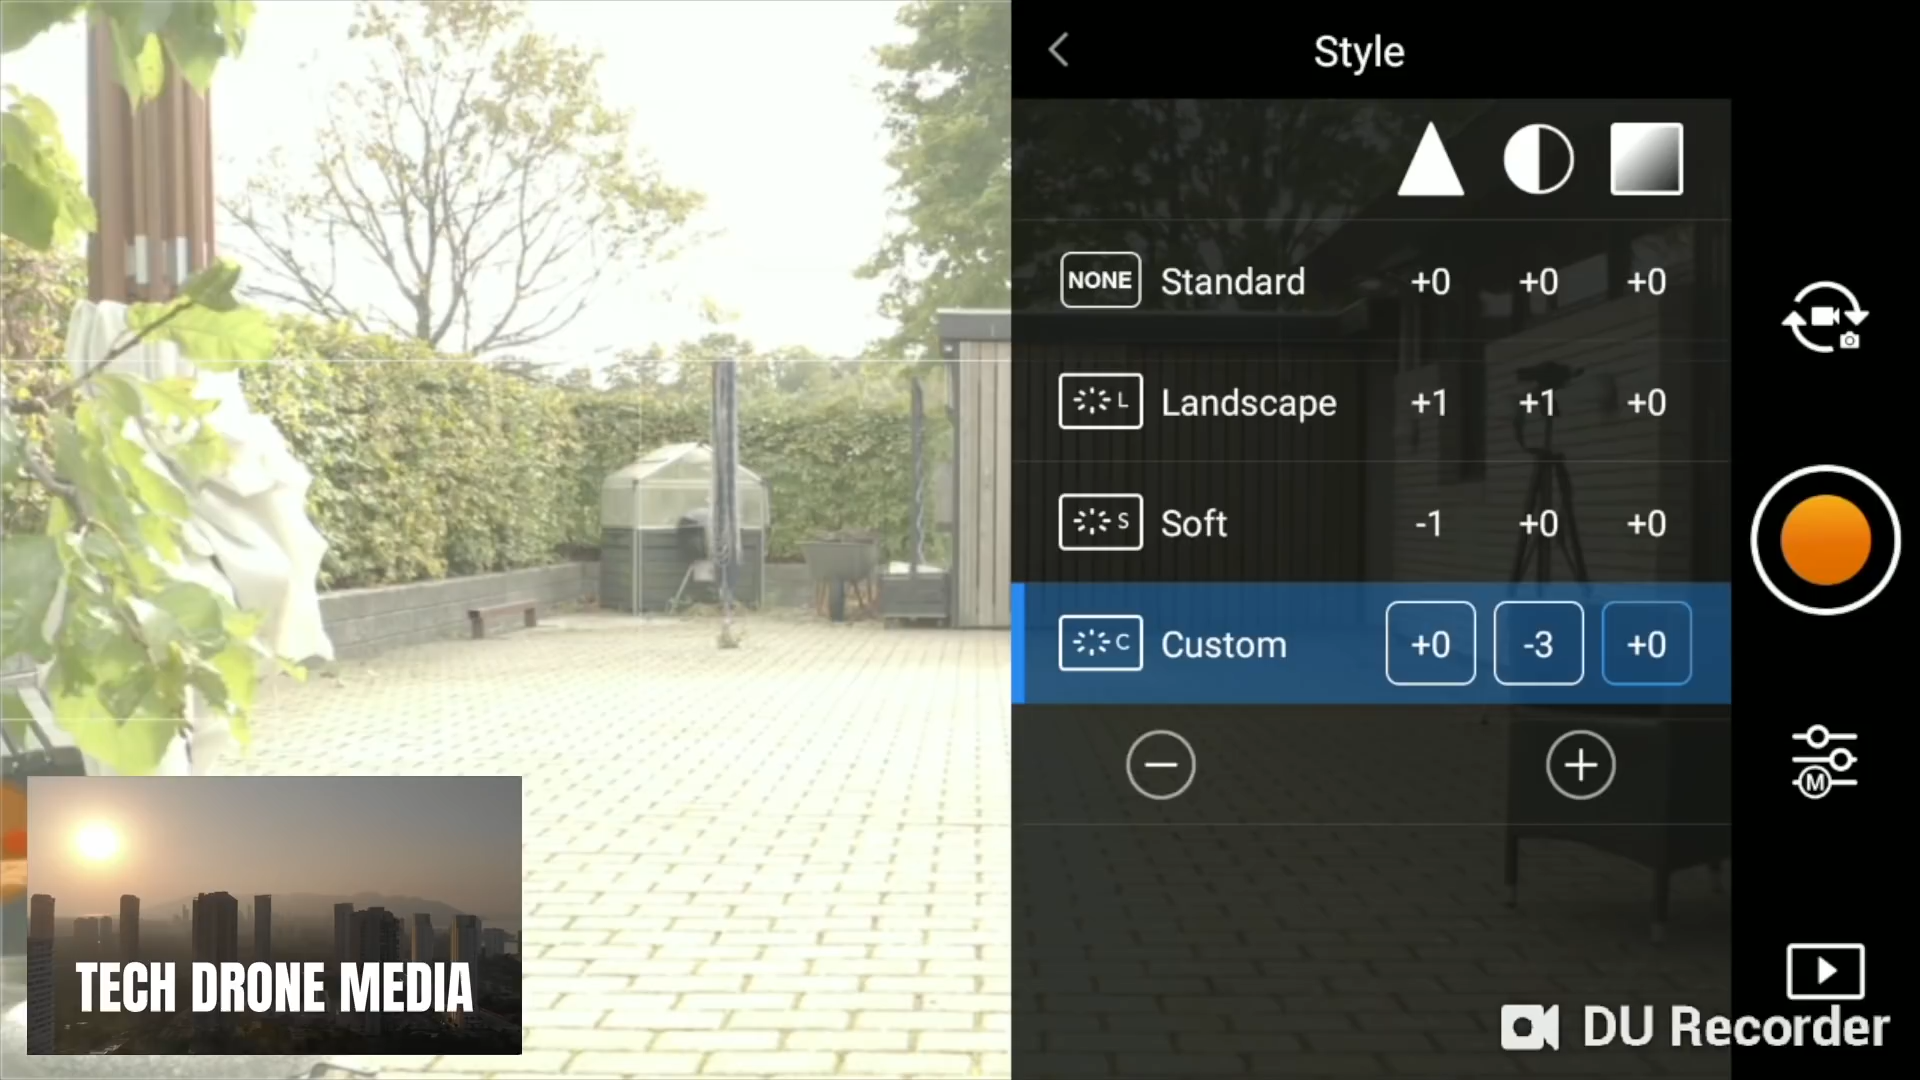 Style
NONE Standard +0 +0 +0
L Landscape +1 +1 +0
S Soft -1 +0 +0
C Custom +0 -3 +0
M
TECH DRONE MEDIA
DU Recorder